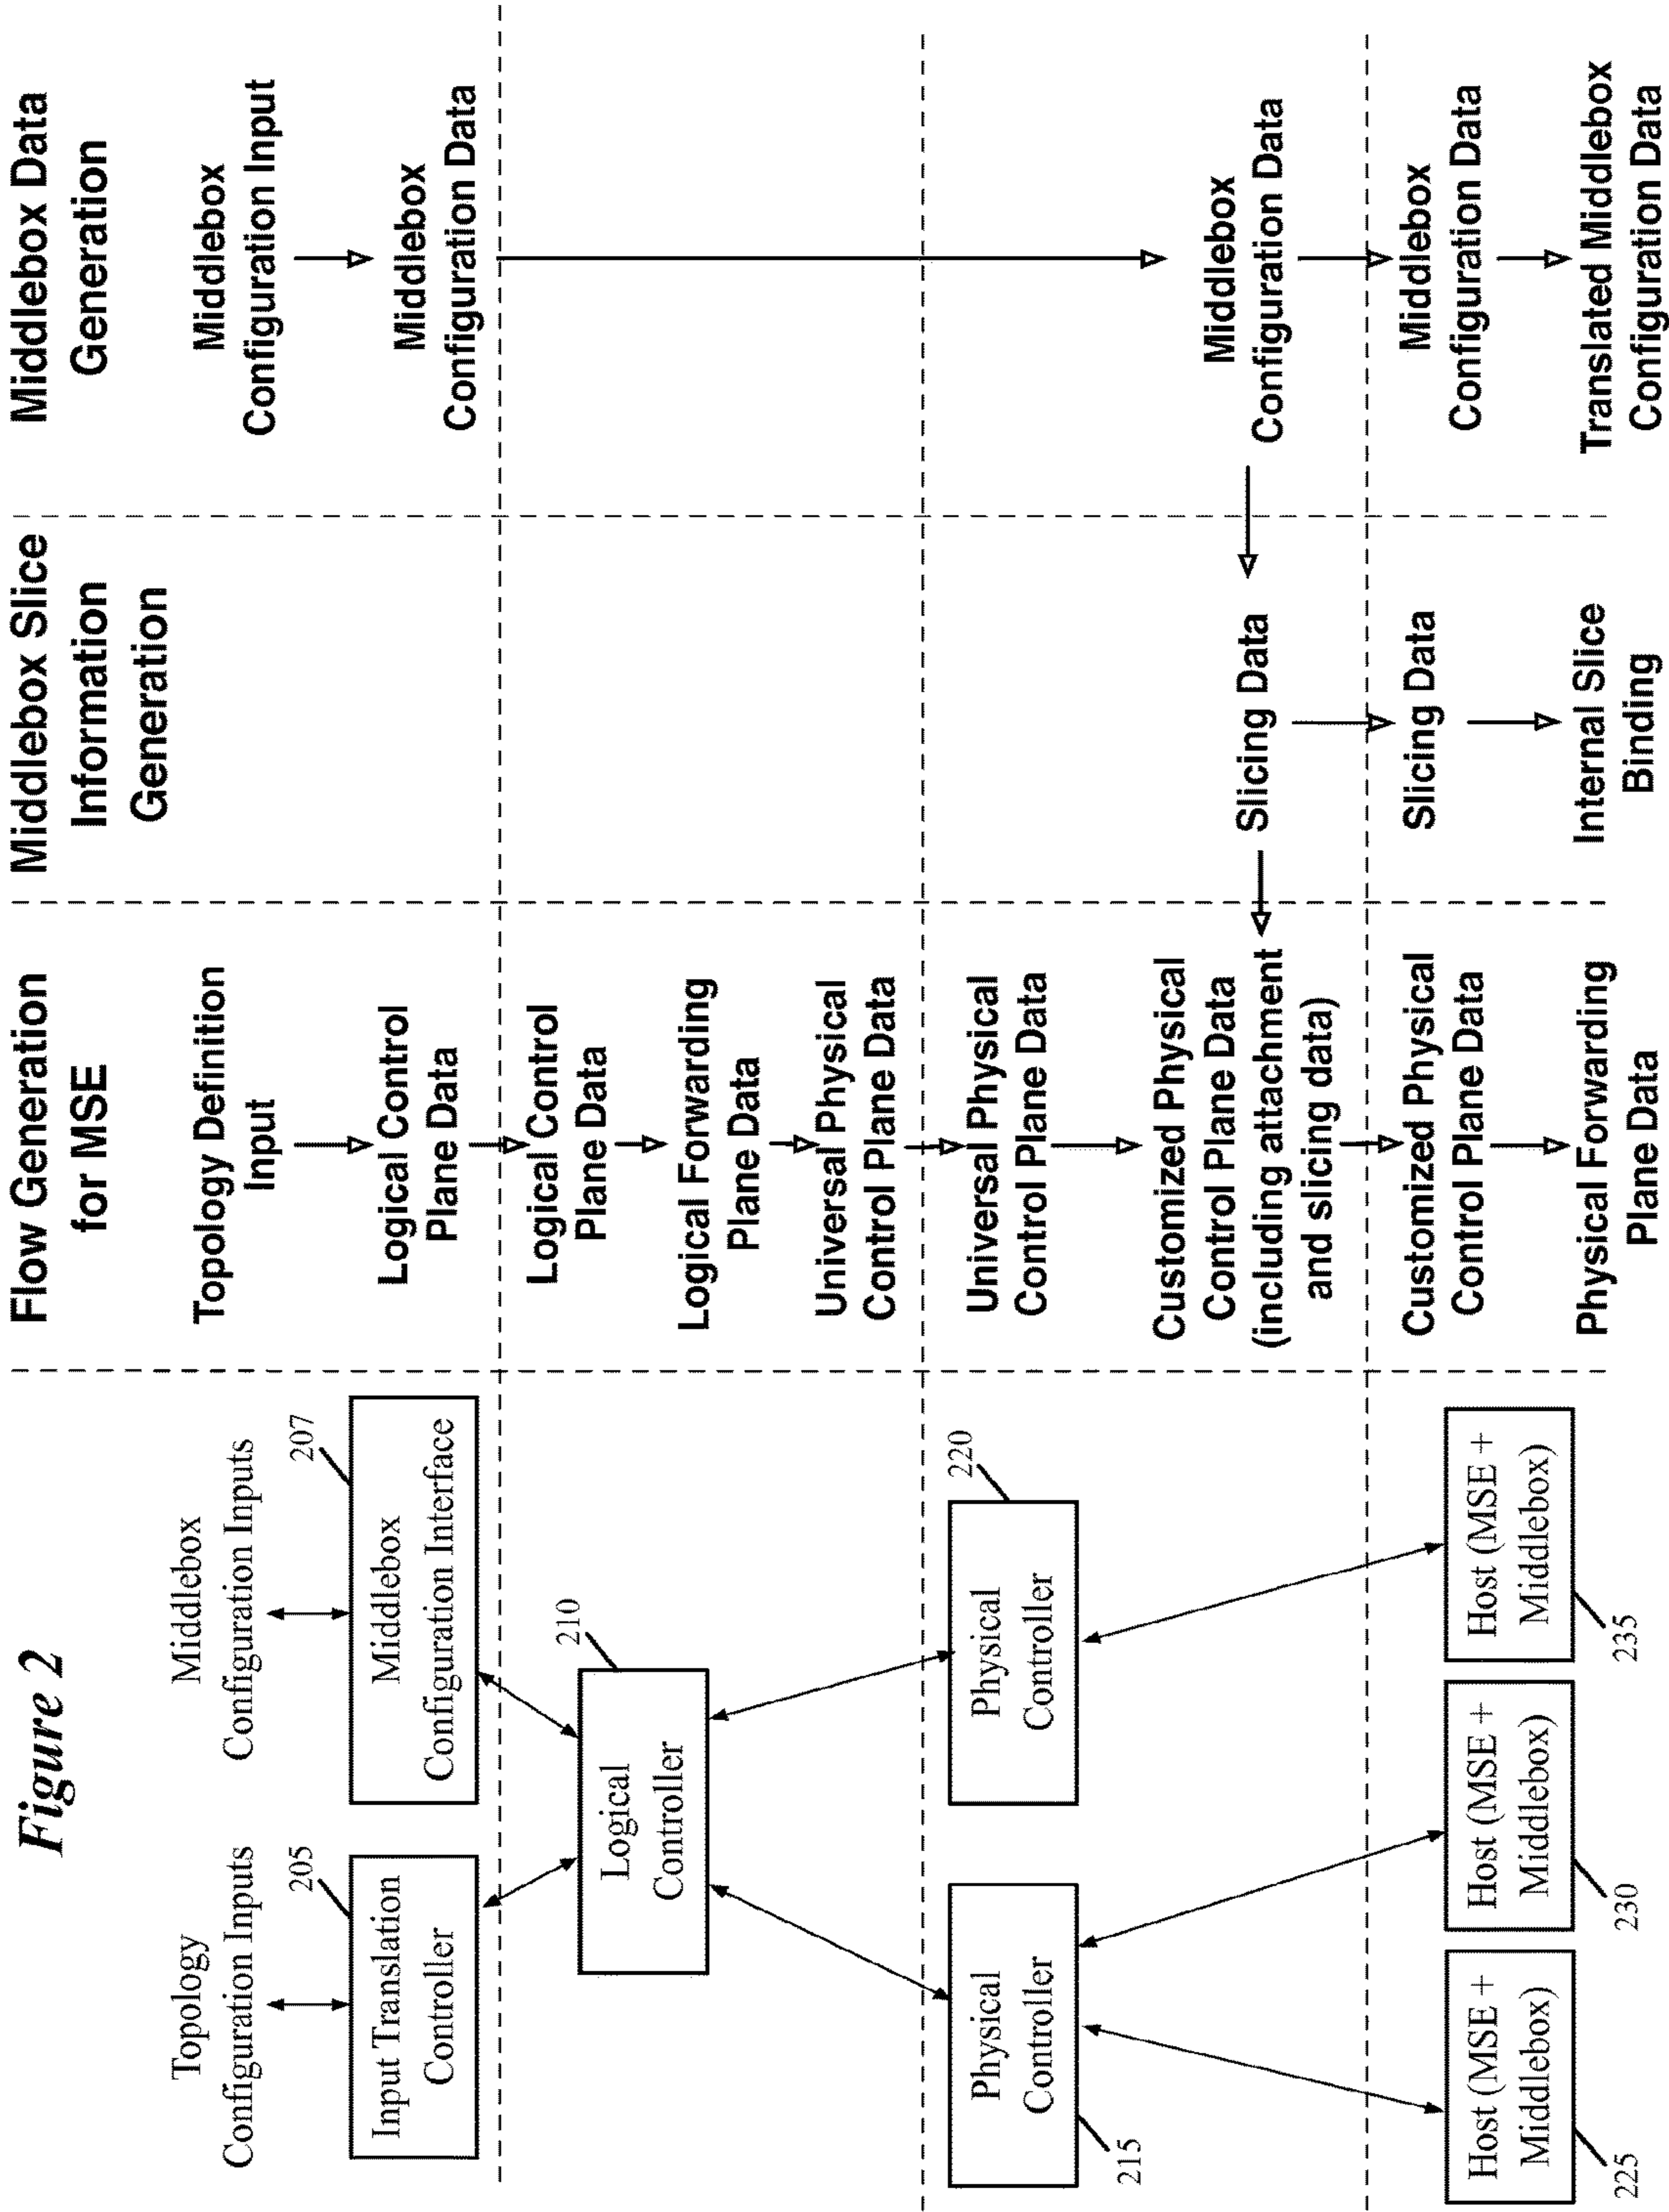 Figure 2
Topology
Configuration Inputs
Middlebox
Configuration Inputs
205
Input Translation
Controller
207
Middlebox
Configuration Interface
210
Logical
Controller
Physical
Controller
215
220
Physical
Controller
Host (MSE +
Middlebox)
225
Host (MSE +
Middlebox)
230
Host (MSE +
Middlebox)
235
Flow Generation
for MSE
Topology Definition
Input
Logical Control
Plane Data
Logical Control
Plane Data
Logical Forwarding
Plane Data
Universal Physical
Control Plane Data
Universal Physical
Control Plane Data
Customized Physical
Control Plane Data
(including attachment
and slicing data)
Customized Physical
Control Plane Data
Physical Forwarding
Plane Data
Middlebox Slice
Information
Generation
Slicing Data
Slicing Data
Internal Slice
Binding
Middlebox Data
Generation
Middlebox
Configuration Input
Middlebox
Configuration Data
Middlebox
Configuration Data
Middlebox
Configuration Data
Translated Middlebox
Configuration Data